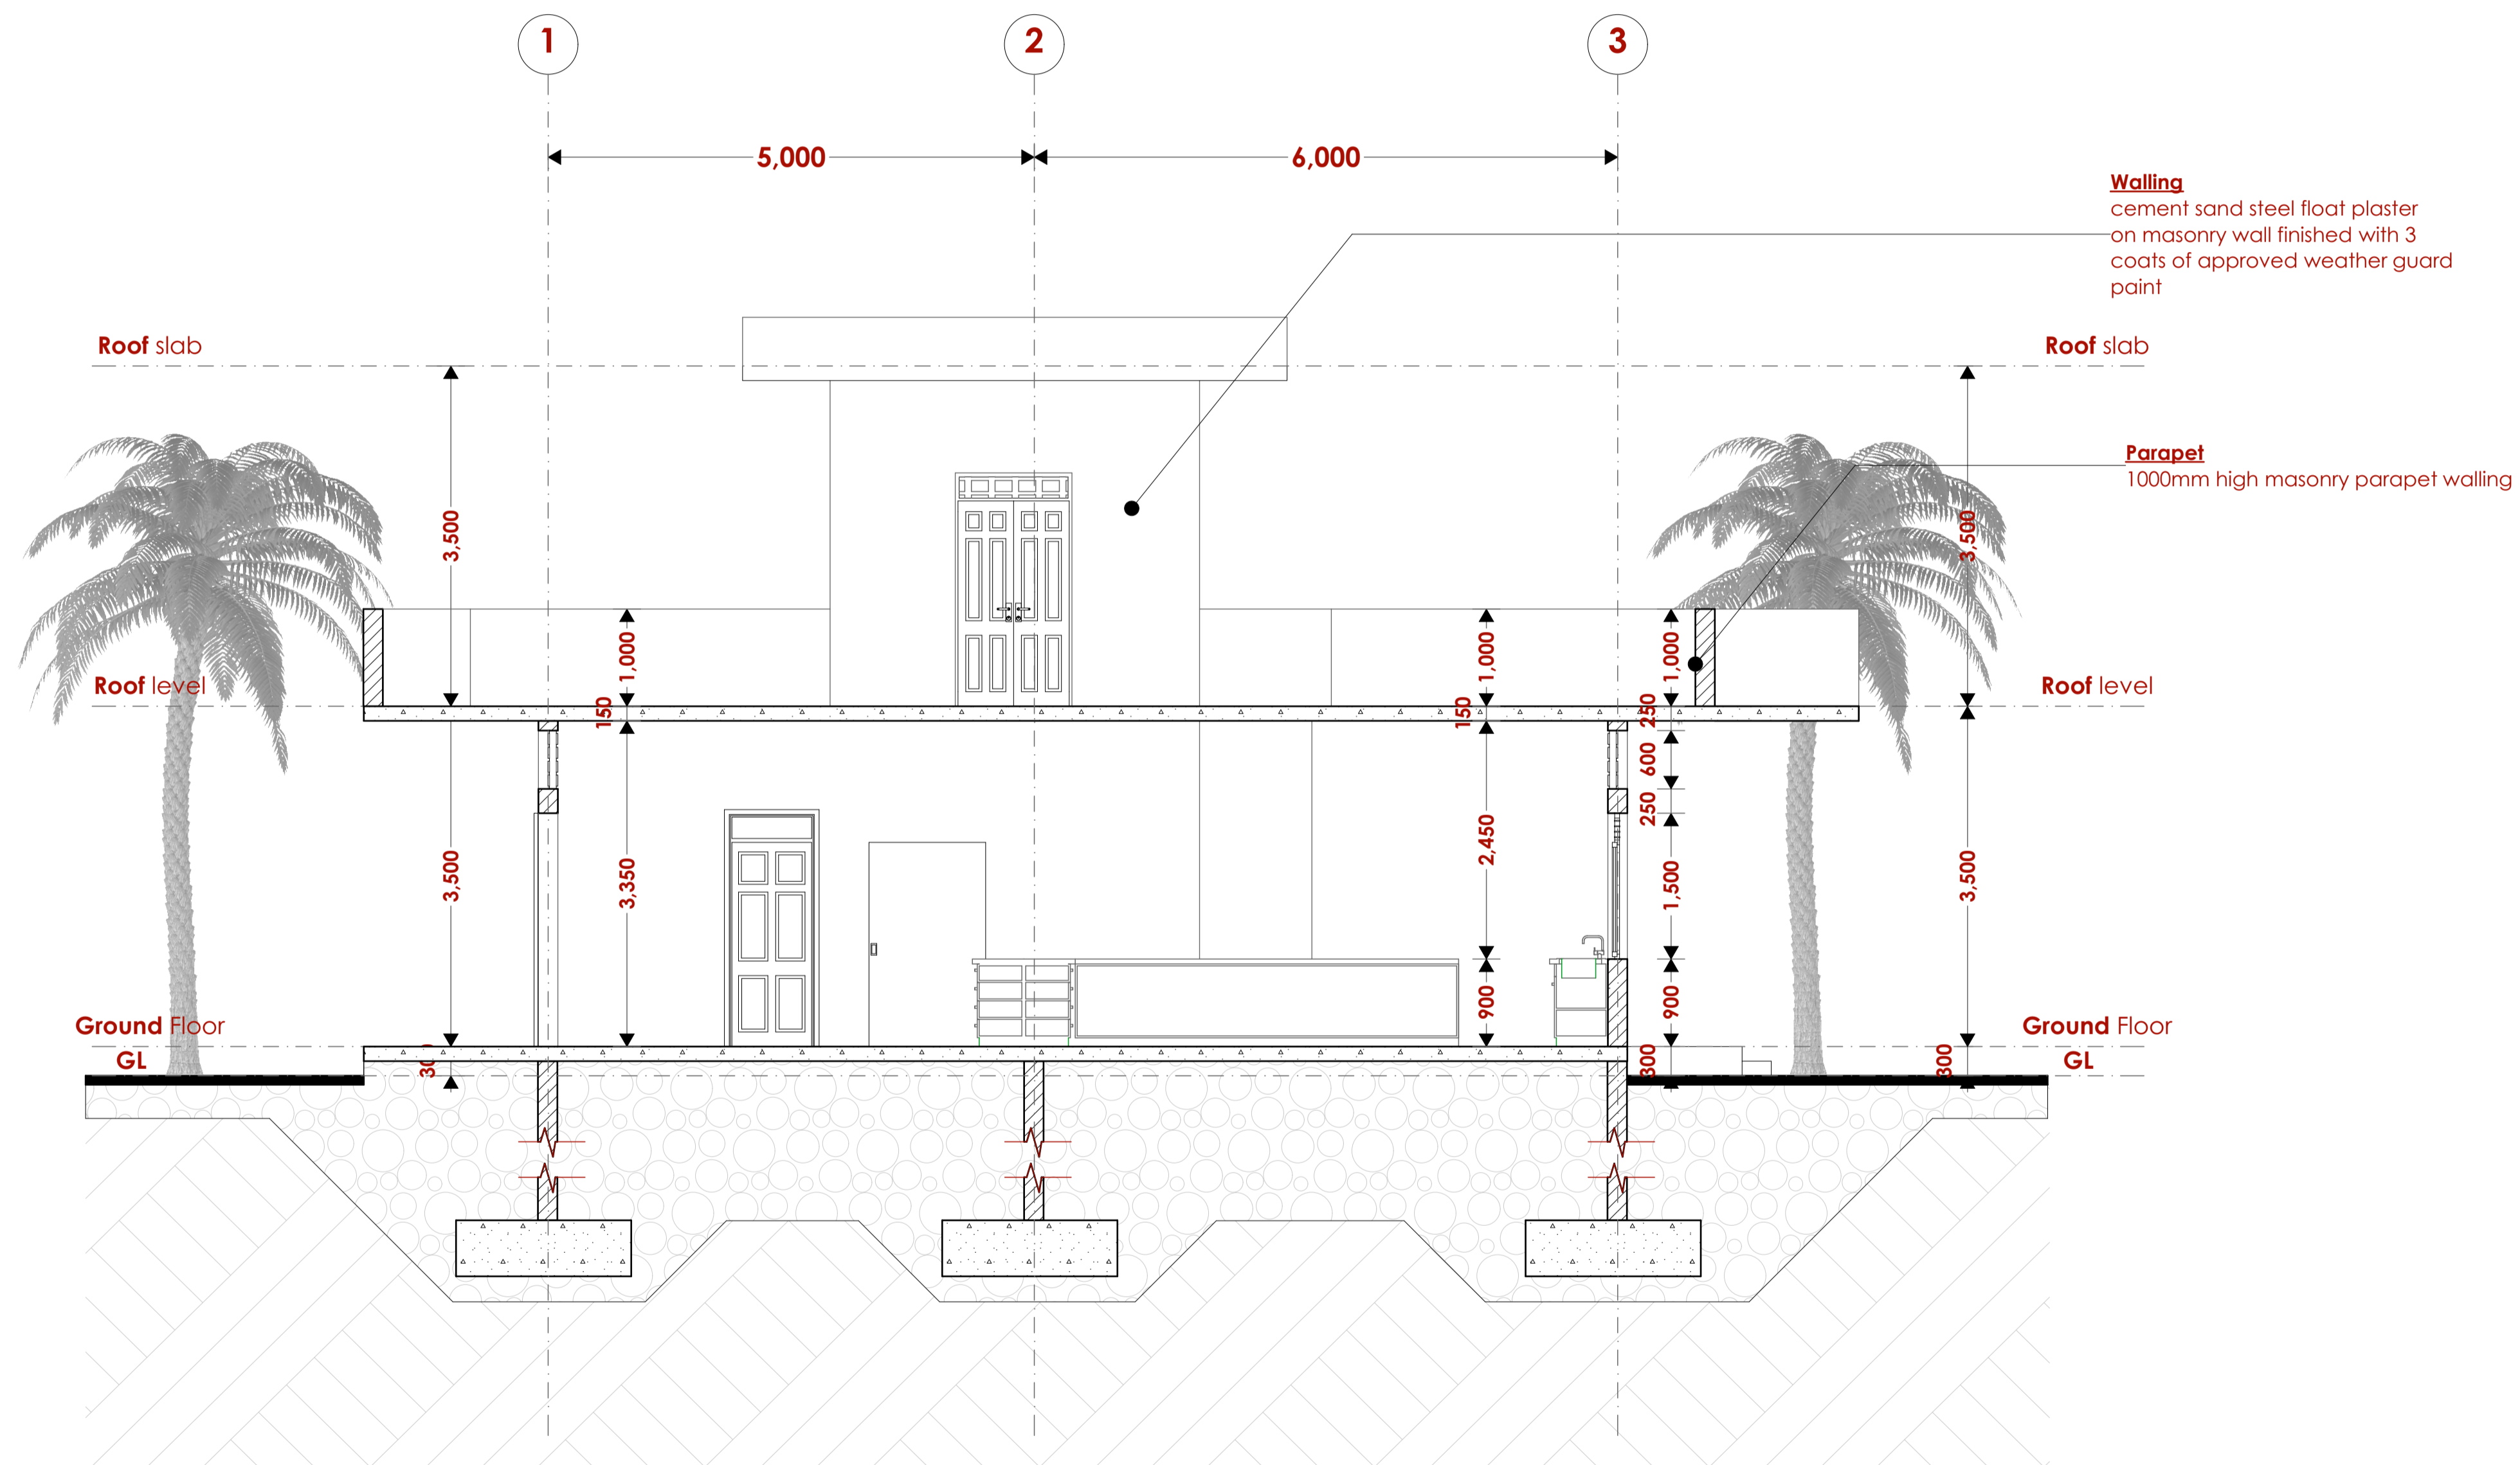 1
2
3
5,000
6,000
Walling
cement sand steel float plaster
on masonry wall finished with 3
coats of approved weather guard
paint
Roof slab
Roof slab
Parapet
1000mm high masonry parapet walling
3,500
3,500
1,000
1,000
1,000
Roof level
Roof level
150
150
250
600
250
3,500
3,350
2,450
1,500
3,500
900
900
Ground Floor
Ground Floor
GL
GL
300
300
300